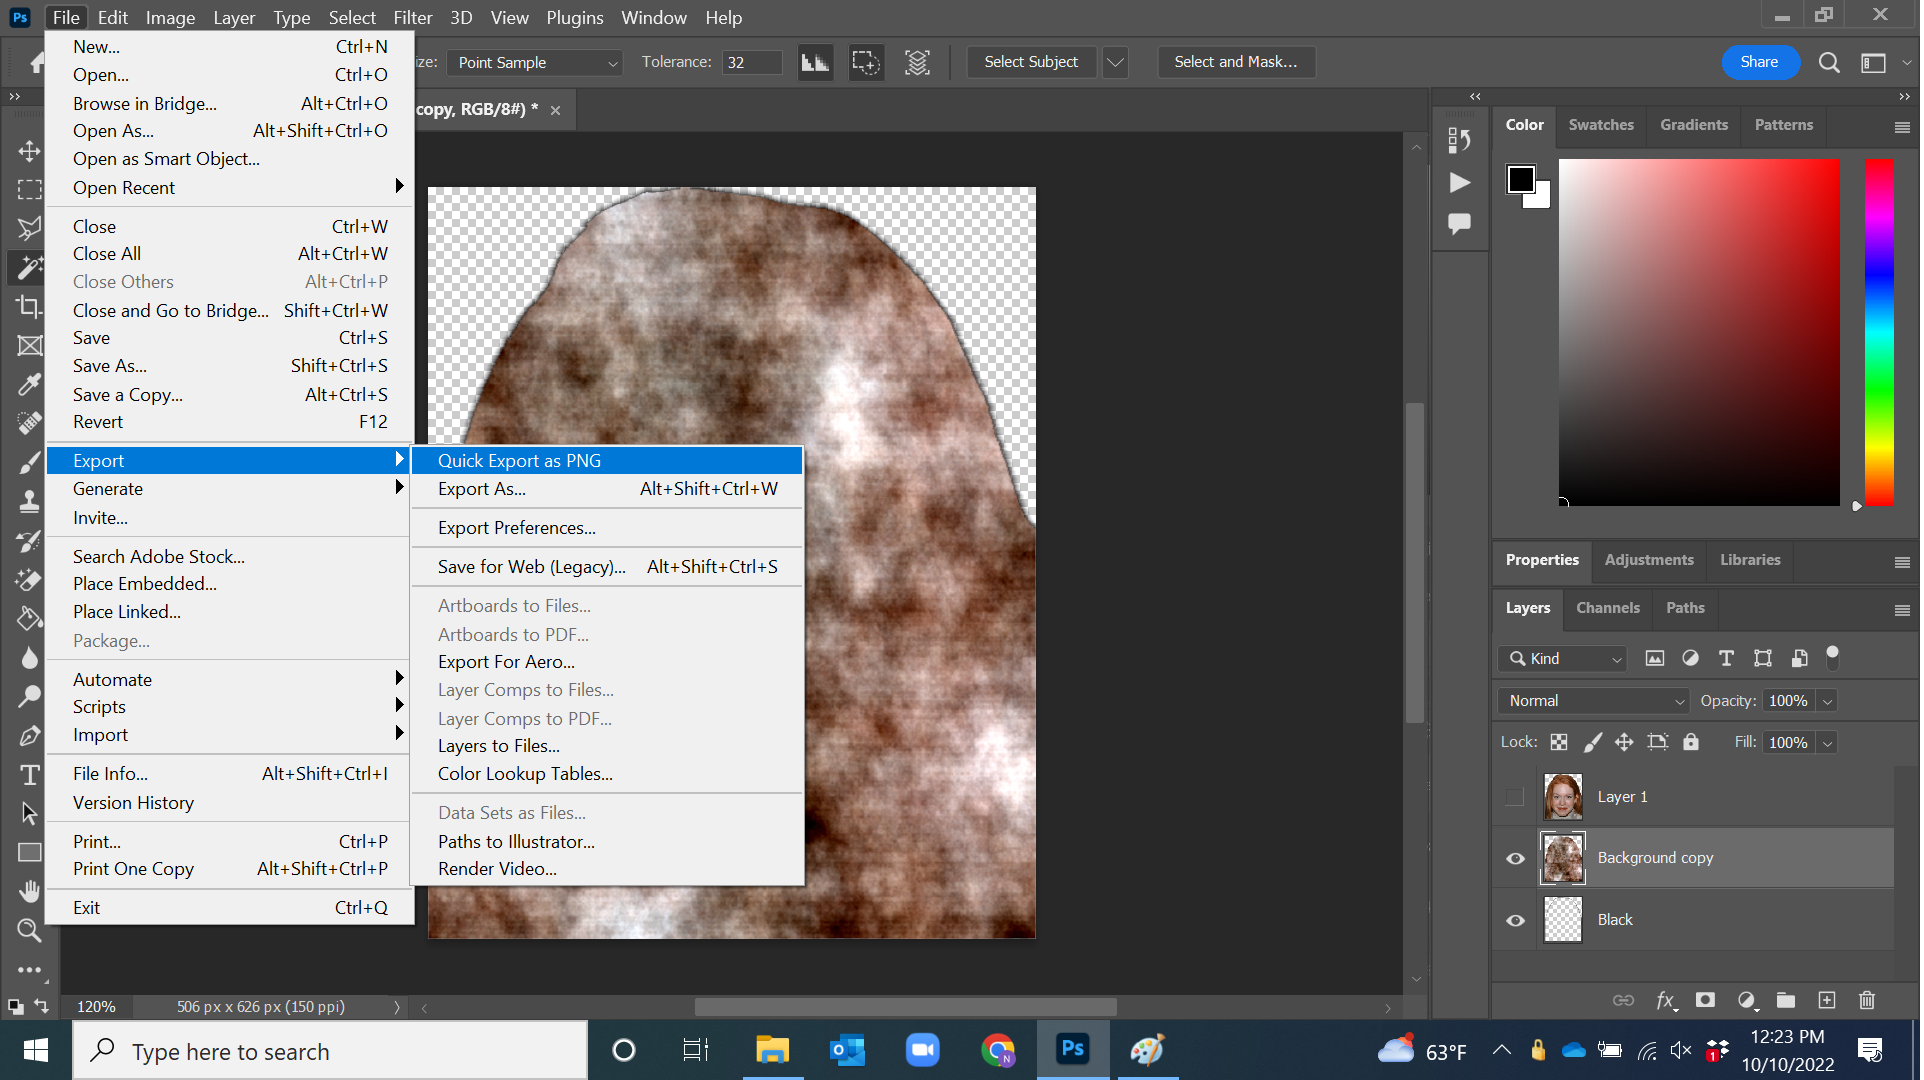 Ps File Edit Image Layer Type Select Filter 3D View Plugins Window Help
New... Ctrl+N
Open... Ctrl+O
Browse in Bridge... Alt+Ctrl+O
Open As... Alt+Shift+Ctrl+O
Open as Smart Object...
Open Recent
Close Ctrl+W
Close All Alt+Ctrl+W
Close Others Alt+Ctrl+P
Close and Go to Bridge... Shift+Ctrl+W
Save Ctrl+S
Save As... Shift+Ctrl+S
Save a Copy... Alt+Ctrl+S
Revert F12
Export
Generate
Invite...
Search Adobe Stock...
Place Embedded...
Place Linked...
Package...
Automate
Scripts
Import
File Info... Alt+Shift+Ctrl+I
Version History
Print... Ctrl+P
Print One Copy Alt+Shift+Ctrl+P
Exit Ctrl+Q
Quick Export as PNG
Export As... Alt+Shift+Ctrl+W
Export Preferences...
Save for Web (Legacy)... Alt+Shift+Ctrl+S
Artboards to Files...
Artboards to PDF...
Export For Aero...
Layer Comps to Files...
Layer Comps to PDF...
Layers to Files...
Color Lookup Tables...
Data Sets as Files...
Paths to Illustrator...
Render Video...
ize: Point Sample Tolerance: 32 Select Subject Select and Mask... Share
copy, RGB/8#) *
Color Swatches Gradients Patterns
Properties Adjustments Libraries
Layers Channels Paths
Kind
Normal Opacity: 100%
Lock: Fill: 100%
Layer 1
Background copy
Black
fx
120% 506 px x 626 px (150 ppi)
Type here to search
N
Ps
63°F
1
12:23 PM
10/10/2022